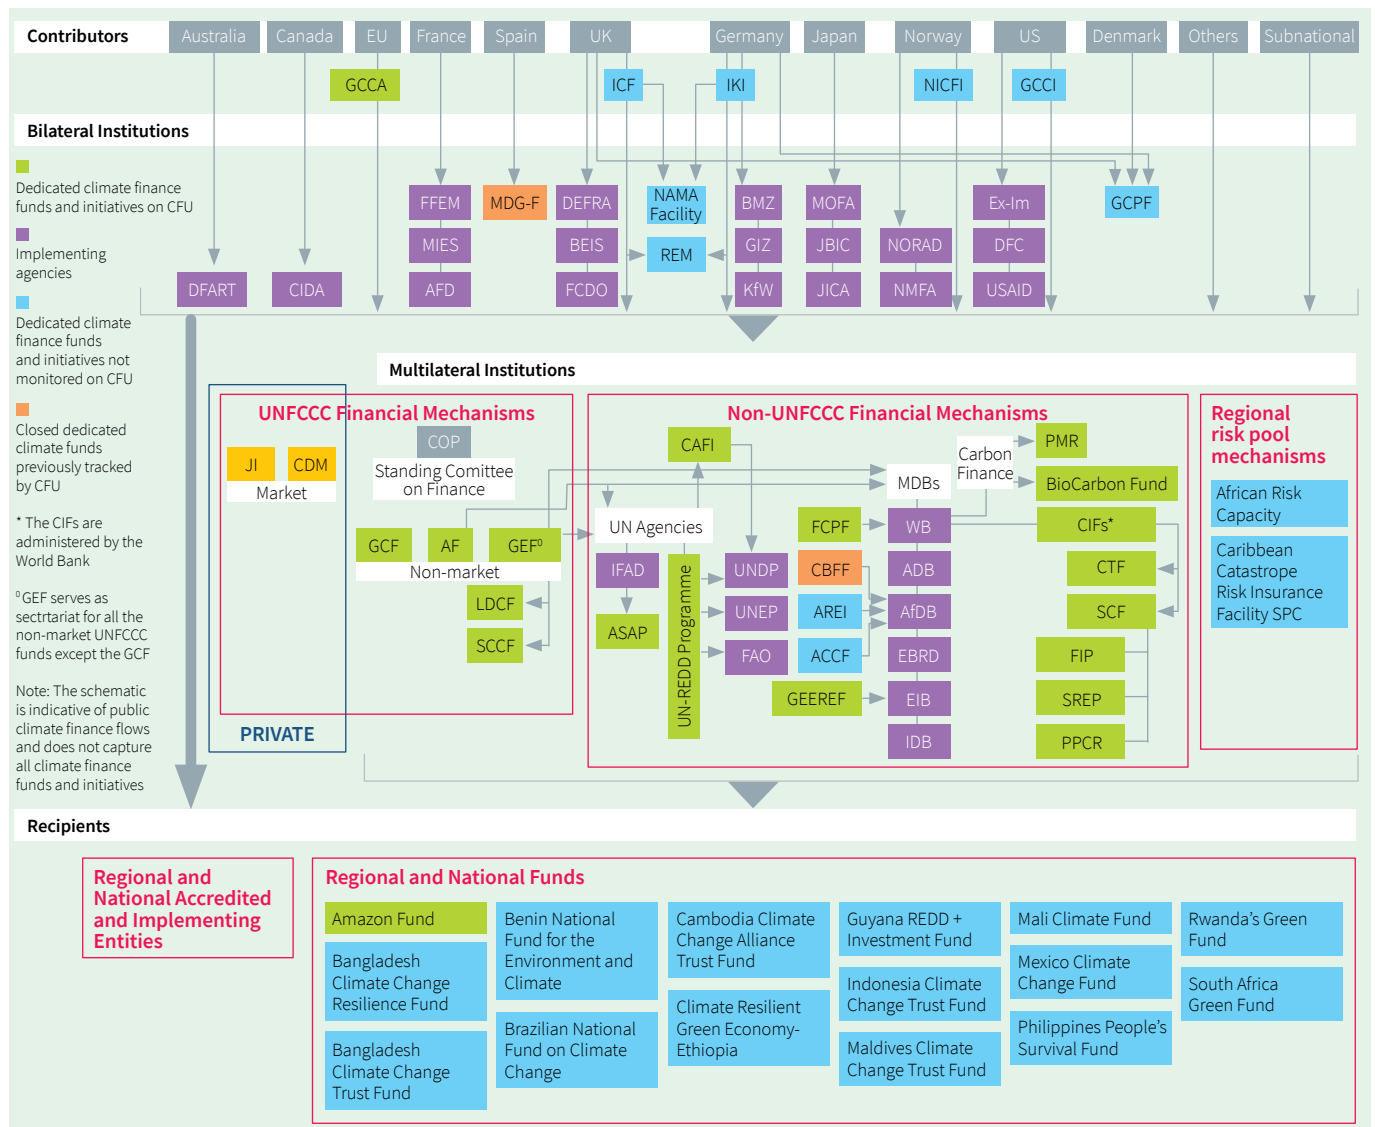 Contributors
Australia
Canada
EU
France
Spain
UK
Germany
Japan
Norway
US
Denmark
Others
Subnational
GCCA
ICF
IKI
NICFI
GCCI
Bilateral Institutions
Dedicated climate finance
funds and initiatives on CFU
Implementing
agencies
Dedicated climate
finance funds
and initiatives not
monitored on CFU
Closed dedicated
climate funds
previously tracked
by CFU
* The CIFs are
administered by the
World Bank
0 GEF serves as
sectrtariat for all the
non-market UNFCCC
funds except the GCF
Note: The schematic
is indicative of public
climate finance flows
and does not capture
all climate finance
funds and initiatives
FFEM
MDG-F
DEFRA
NAMA
Facility
BMZ
MOFA
Ex-Im
GCPF
MIES
BEIS
REM
GIZ
JBIC
NORAD
DFC
DFART
CIDA
AFD
FCDO
KfW
JICA
NMFA
USAID
Multilateral Institutions
UNFCCC Financial Mechanisms
COP
Standing Comittee
on Finance
JI
CDM
Market
GCF
AF
GEF0
Non-market
LDCF
SCCF
PRIVATE
Non-UNFCCC Financial Mechanisms
CAFI
UN Agencies
IFAD
ASAP
UN-REDD Programme
UNDP
UNEP
FAO
FCPF
CBFF
AREI
ACCF
GEEREF
MDBs
WB
ADB
AfDB
EBRD
EIB
IDB
Carbon
Finance
PMR
BioCarbon Fund
CIFs*
CTF
SCF
FIP
SREP
PPCR
Regional
risk pool
mechanisms
African Risk
Capacity
Caribbean
Catastrope
Risk Insurance
Facility SPC
Recipients
Regional and
National Accredited
and Implementing
Entities
Regional and National Funds
Amazon Fund
Bangladesh
Climate Change
Resilience Fund
Bangladesh
Climate Change
Trust Fund
Benin National
Fund for the
Environment and
Climate
Brazilian National
Fund on Climate
Change
Cambodia Climate
Change Alliance
Trust Fund
Climate Resilient
Green Economy-
Ethiopia
Guyana REDD +
Investment Fund
Indonesia Climate
Change Trust Fund
Maldives Climate
Change Trust Fund
Mali Climate Fund
Mexico Climate
Change Fund
Philippines People's
Survival Fund
Rwanda's Green
Fund
South Africa
Green Fund